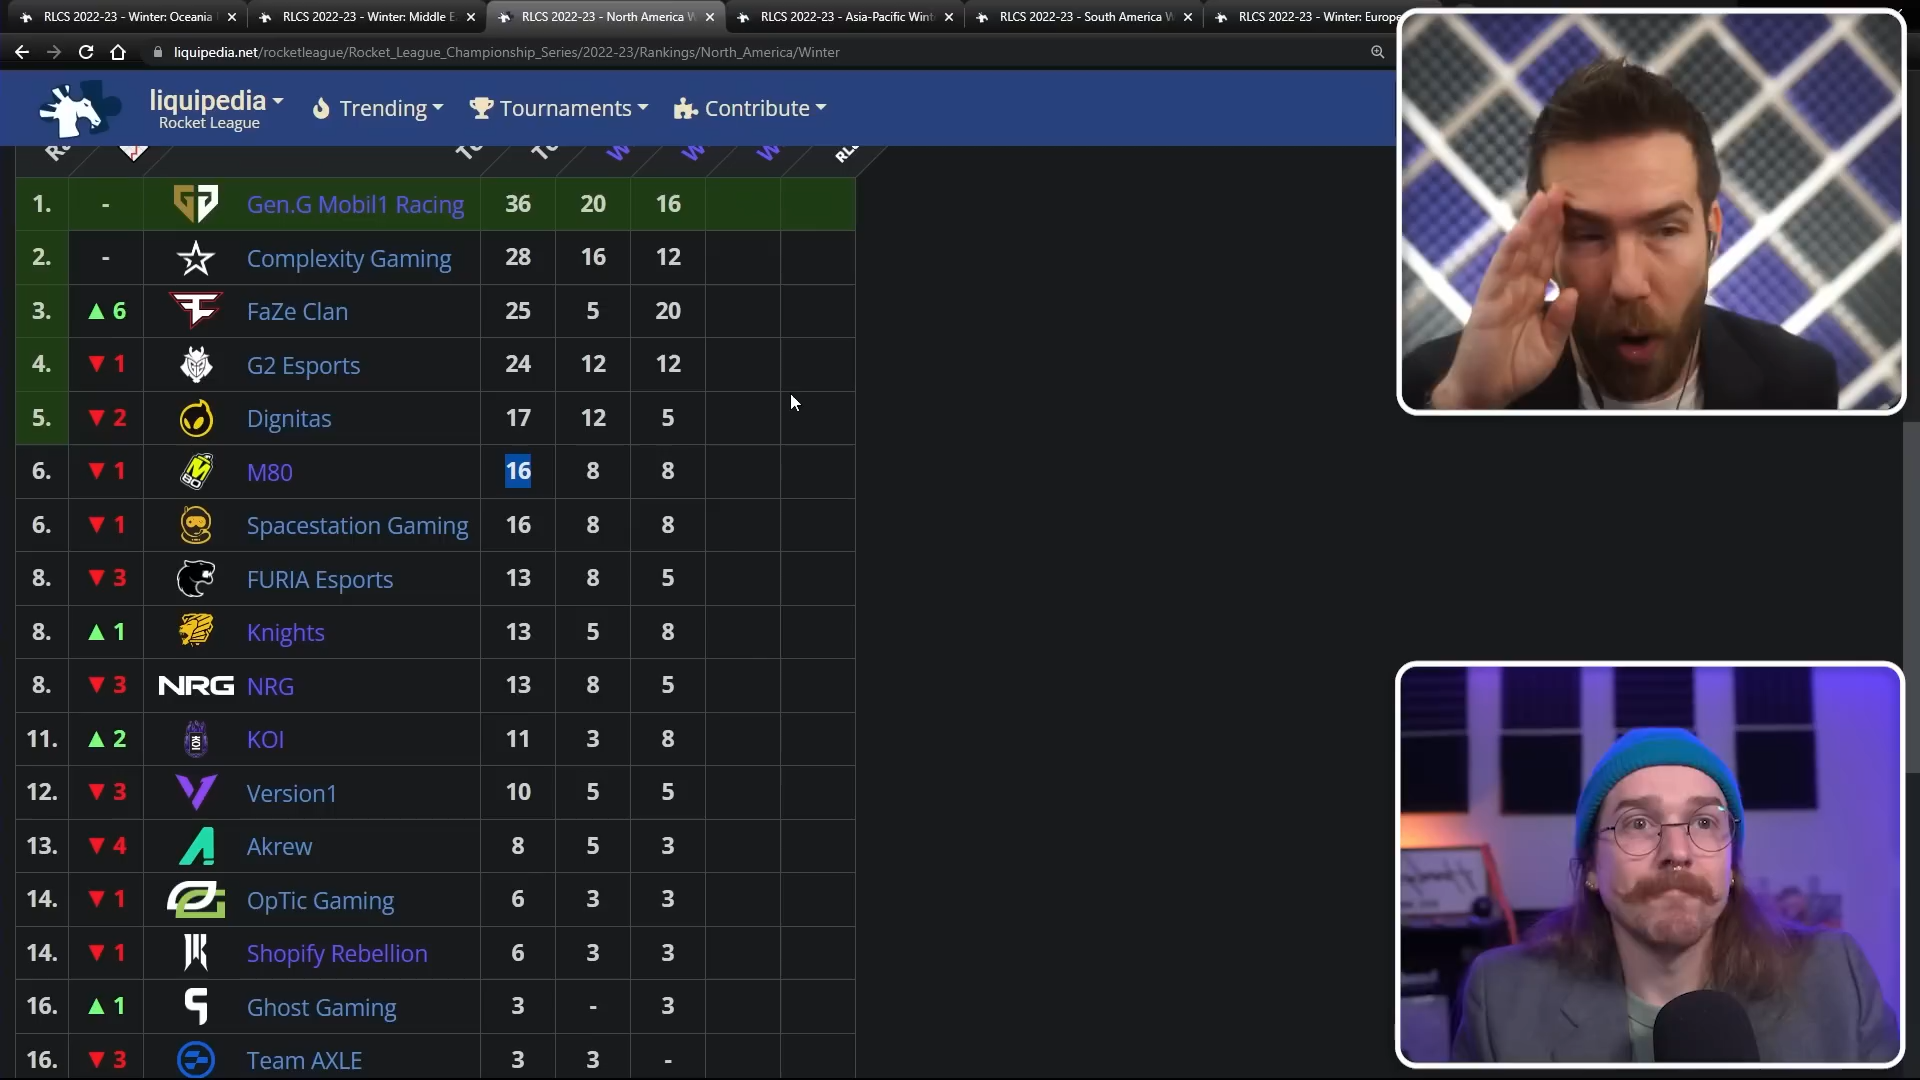 RLCS 2022-23 - Winter: Oceania
RLCS 2022-23 - Winter: Middle E
RLCS 2022-23 - North America W
RLCS 2022-23 - Asia-Pacific Wint
RLCS 2022-23 - South America W
RLCS 2022-23 - Winter: Europe
liquipedia.net/rocketleague/Rocket_League_Championship_Series/2022-23/Rankings/North_America/Winter
liquipedia
Rocket League
Trending
Tournaments
Contribute
RLC
1. - Gen.G Mobil1 Racing 36 20 16
2. - Complexity Gaming 28 16 12
3. ▲ 6 FaZe Clan 25 5 20
4. ▼ 1 G2 Esports 24 12 12
5. ▼ 2 Dignitas 17 12 5
6. ▼ 1 M80 16 8 8
6. ▼ 1 Spacestation Gaming 16 8 8
8. ▼ 3 FURIA Esports 13 8 5
8. ▲ 1 Knights 13 5 8
8. ▼ 3 NRG NRG 13 8 5
11. ▲ 2 KOI KOI 11 3 8
12. ▼ 3 Version1 10 5 5
13. ▼ 4 Akrew 8 5 3
14. ▼ 1 OpTic Gaming 6 3 3
14. ▼ 1 Shopify Rebellion 6 3 3
16. ▲ 1 Ghost Gaming 3 - 3
16. ▼ 3 Team AXLE 3 3 -